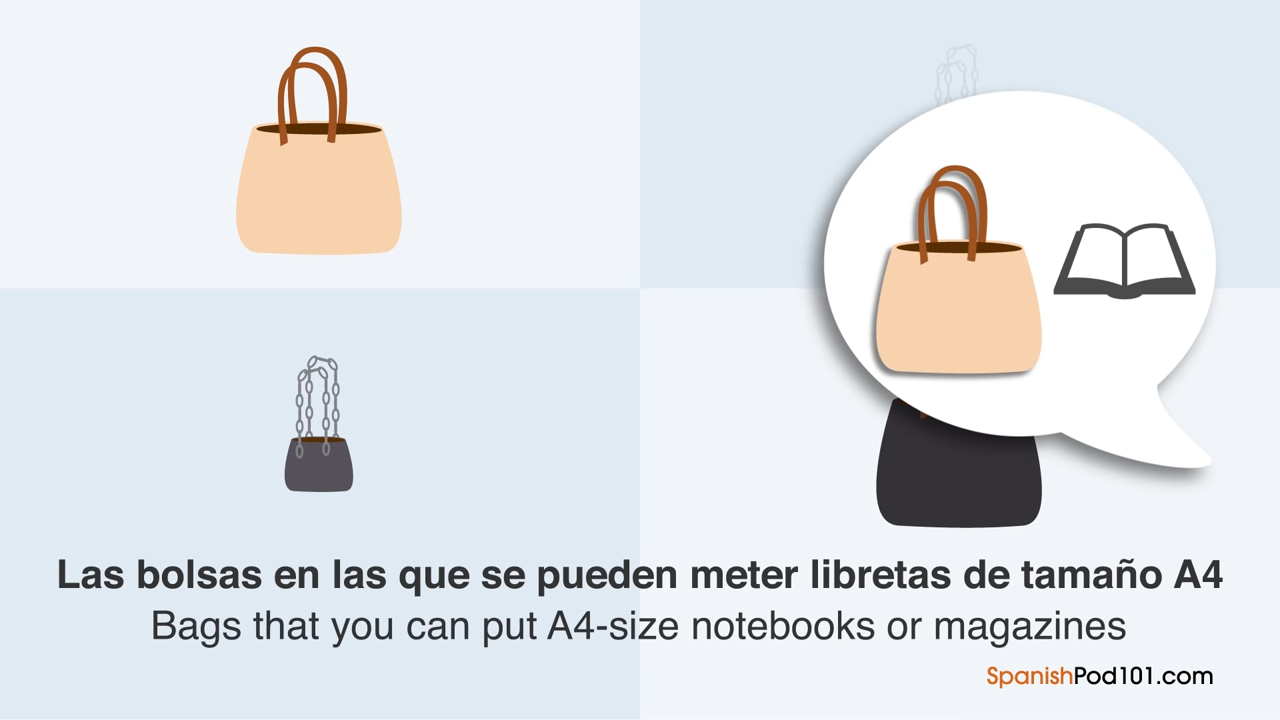 Las bolsas en las que se pueden meter libretas de tamaño A4
Bags that you can put A4-size notebooks or magazines
SpanishPod101.com